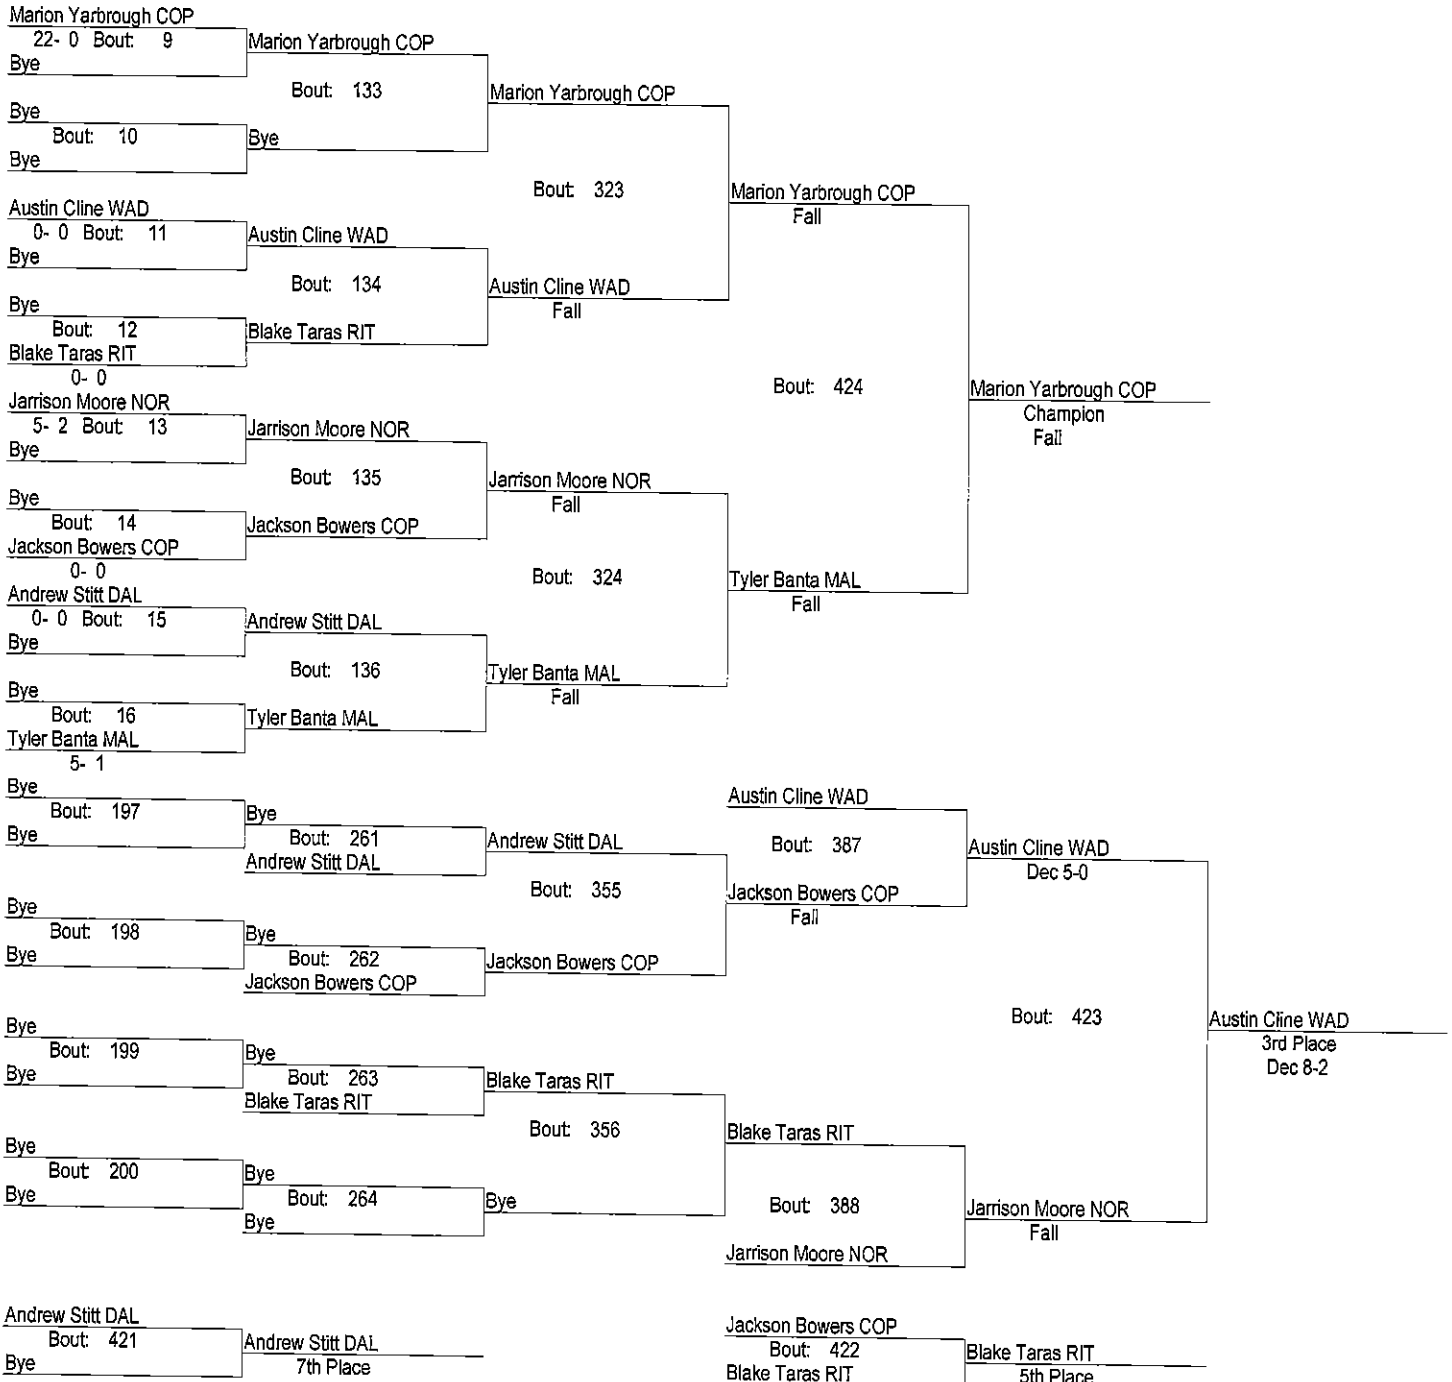 Marion Yarbrough COP
22- 0 Bout: 9
Bye
Marion Yarbrough COP
Bout: 133
Bye
Bout: 10
Bye
Bye
Marion Yarbrough COP
Bout: 323
Austin Cline WAD
0- 0 Bout: 11
Bye
Austin Cline WAD
Bout: 134
Bye
Bout: 12
Blake Taras RIT
0- 0
Blake Taras RIT
Austin Cline WAD
Fall
Marion Yarbrough COP
Fall
Bout: 424
Jarrison Moore NOR
5- 2 Bout: 13
Bye
Jarrison Moore NOR
Bout: 135
Bye
Bout: 14
Jackson Bowers COP
0- 0
Jackson Bowers COP
Jarrison Moore NOR
Fall
Bout: 324
Andrew Stitt DAL
0- 0 Bout: 15
Bye
Andrew Stitt DAL
Bout: 136
Bye
Bout: 16
Tyler Banta MAL
5- 1
Tyler Banta MAL
Tyler Banta MAL
Fall
Tyler Banta MAL
Fall
Marion Yarbrough COP
Champion
Fall
Bye
Bout: 197
Bye
Bye
Bout: 261
Andrew Stitt DAL
Andrew Stitt DAL
Bout: 355
Bye
Bout: 198
Bye
Bye
Bout: 262
Jackson Bowers COP
Jackson Bowers COP
Austin Cline WAD
Bout: 387
Jackson Bowers COP
Fall
Austin Cline WAD
Dec 5-0
Bout: 423
Bye
Bout: 199
Bye
Bye
Bout: 263
Blake Taras RIT
Blake Taras RIT
Bout: 356
Bye
Bout: 200
Bye
Bye
Bout: 264
Bye
Bye
Blake Taras RIT
Bout: 388
Jarrison Moore NOR
Jarrison Moore NOR
Fall
Austin Cline WAD
3rd Place
Dec 8-2
Andrew Stitt DAL
Bout: 421
Bye
Andrew Stitt DAL
7th Place
Jackson Bowers COP
Bout: 422
Blake Taras RIT
Blake Taras RIT
5th Place